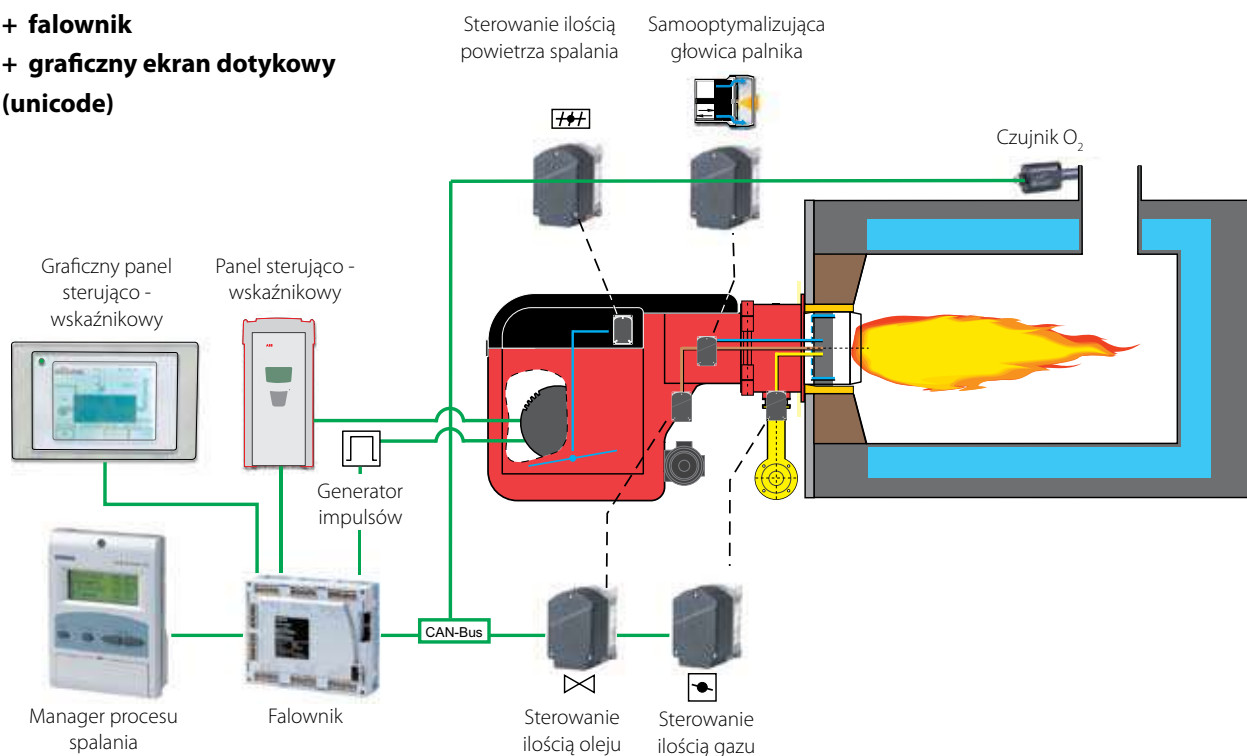 + falownik
+ graficzny ekran dotykowy
(unicode)
Sterowanie ilością
powietrza spalania
Samooptymalizująca
głowica palnika
Czujnik O₂
Graficzny panel
sterująco -
wskaźnikowy
Panel sterująco -
wskaźnikowy
ABB
Generator
impulsów
CAN-Bus
Manager procesu
spalania
Falownik
Sterowanie
ilością oleju
Sterowanie
ilością gazu